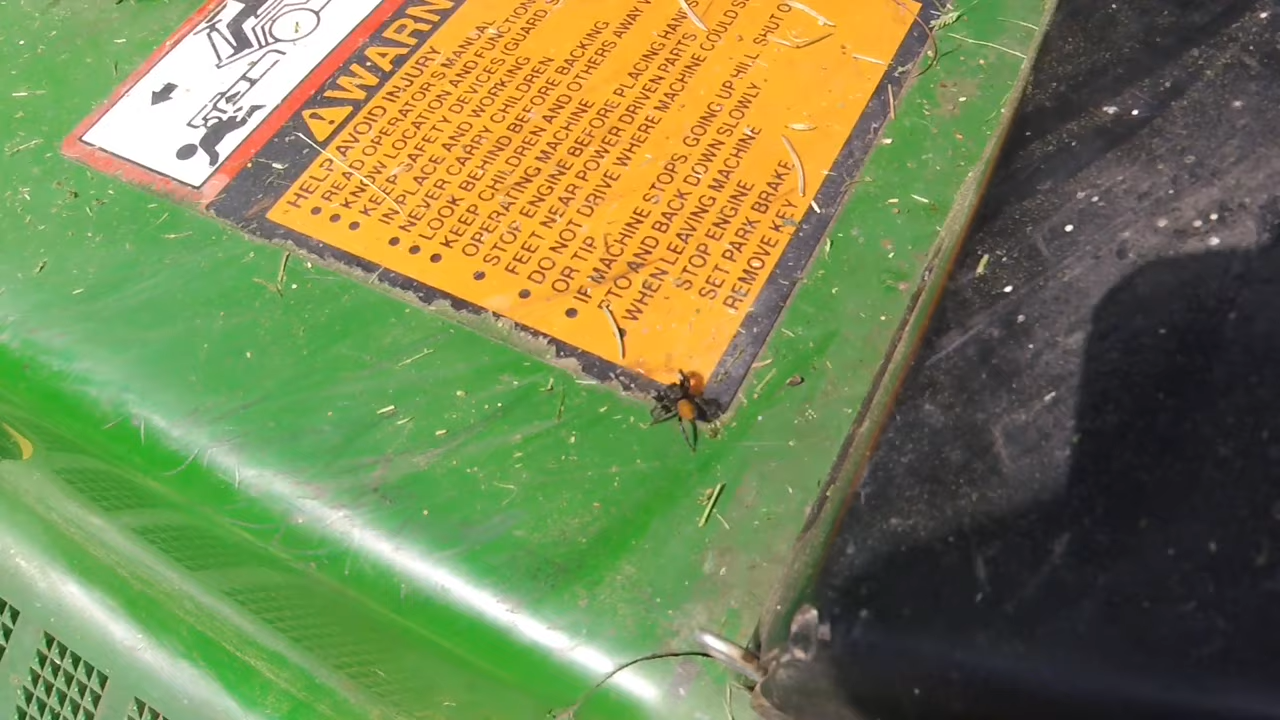 WARN
HELP AVOID INJURY
READ OPERATOR'S MANUAL
KNOW LOCATION AND FUNCTION
KEEP SAFETY DEVICES (GUARD S
IN PLACE AND WORKING
NEVER CARRY CHILDREN
LOOK BEHIND BEFORE BACKING
KEEP CHILDREN AND OTHERS AWAY
OPERATING MACHINE
STOP ENGINE BEFORE PLACING HAN
FEET NEAR POWER DRIVEN PARTS
DO NOT DRIVE WHERE MACHINE COULD S
OR TIP
IF MACHINE STOPS, GOING UP HILL, SHUT O
AND BACK DOWN SLOWLY
WHEN LEAVING MACHINE
STOP ENGINE
SET PARK BRAKE
REMOVE KEY